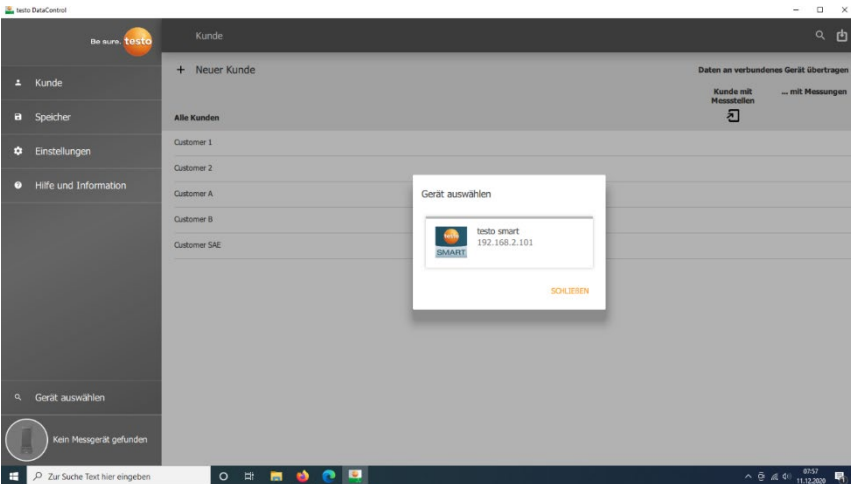 testo DataControl
Be sure. testo
Kunde
Kunde
Speicher
Einstellungen
Hilfe und Information
Gerät auswählen
Kein Messgerät gefunden
+ Neuer Kunde
Daten an verbundenes Gerät übertragen
Kunde mit
Messstellen
... mit Messungen
Alle Kunden
Customer 1
Customer 2
Customer A
Customer B
Customer SAE
Gerät auswählen
testo
SMART
testo smart
192.168.2.101
SCHLIEßEN
Zur Suche Text hier eingeben
07:57
11.12.2020